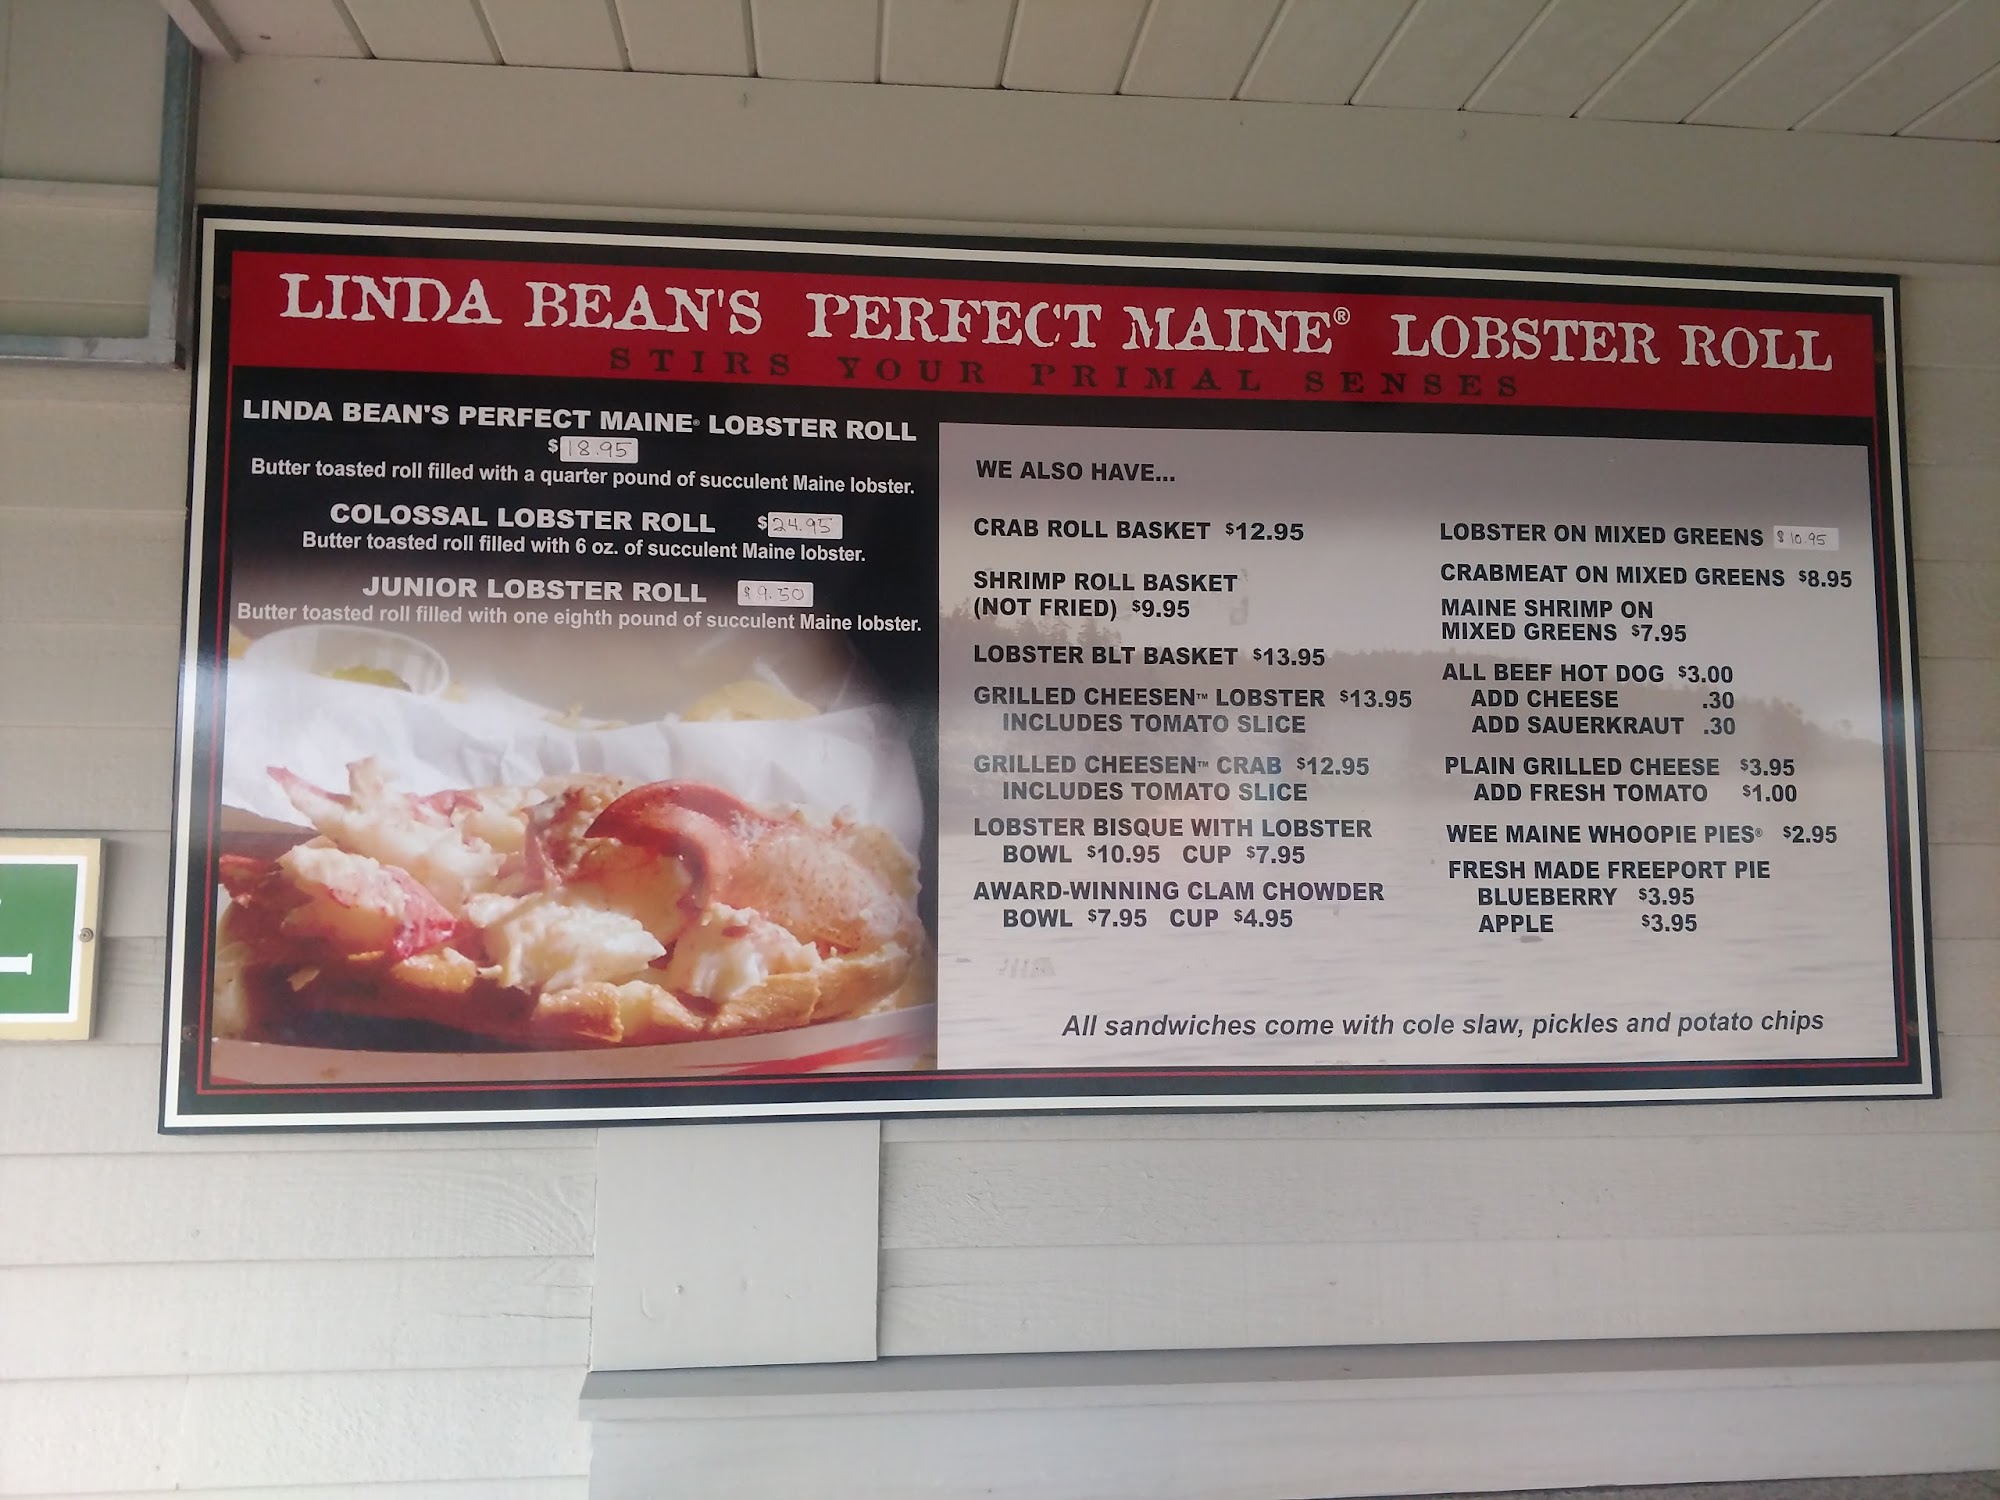 LINDA BEAN'S PERFECT MAINE® LOBSTER ROLL
STIRS YOUR PRIMAL SENSES
LINDA BEAN'S PERFECT MAINE® LOBSTER ROLL
$18.95
Butter toasted roll filled with a quarter pound of succulent Maine lobster.
COLOSSAL LOBSTER ROLL $24.95
Butter toasted roll filled with 6 oz. of succulent Maine lobster.
JUNIOR LOBSTER ROLL $9.50
Butter toasted roll filled with one eighth pound of succulent Maine lobster.
WE ALSO HAVE...
CRAB ROLL BASKET $12.95
SHRIMP ROLL BASKET
(NOT FRIED) $9.95
LOBSTER BLT BASKET $13.95
GRILLED CHEESEN™ LOBSTER $13.95
INCLUDES TOMATO SLICE
GRILLED CHEESEN™ CRAB $12.95
INCLUDES TOMATO SLICE
LOBSTER BISQUE WITH LOBSTER
BOWL $10.95 CUP $7.95
AWARD-WINNING CLAM CHOWDER
BOWL $7.95 CUP $4.95
LOBSTER ON MIXED GREENS $10.95
CRABMEAT ON MIXED GREENS $8.95
MAINE SHRIMP ON
MIXED GREENS $7.95
ALL BEEF HOT DOG $3.00
ADD CHEESE .30
ADD SAUERKRAUT .30
PLAIN GRILLED CHEESE $3.95
ADD FRESH TOMATO $1.00
WEE MAINE WHOOPIE PIES® $2.95
FRESH MADE FREEPORT PIE
BLUEBERRY $3.95
APPLE $3.95
All sandwiches come with cole slaw, pickles and potato chips